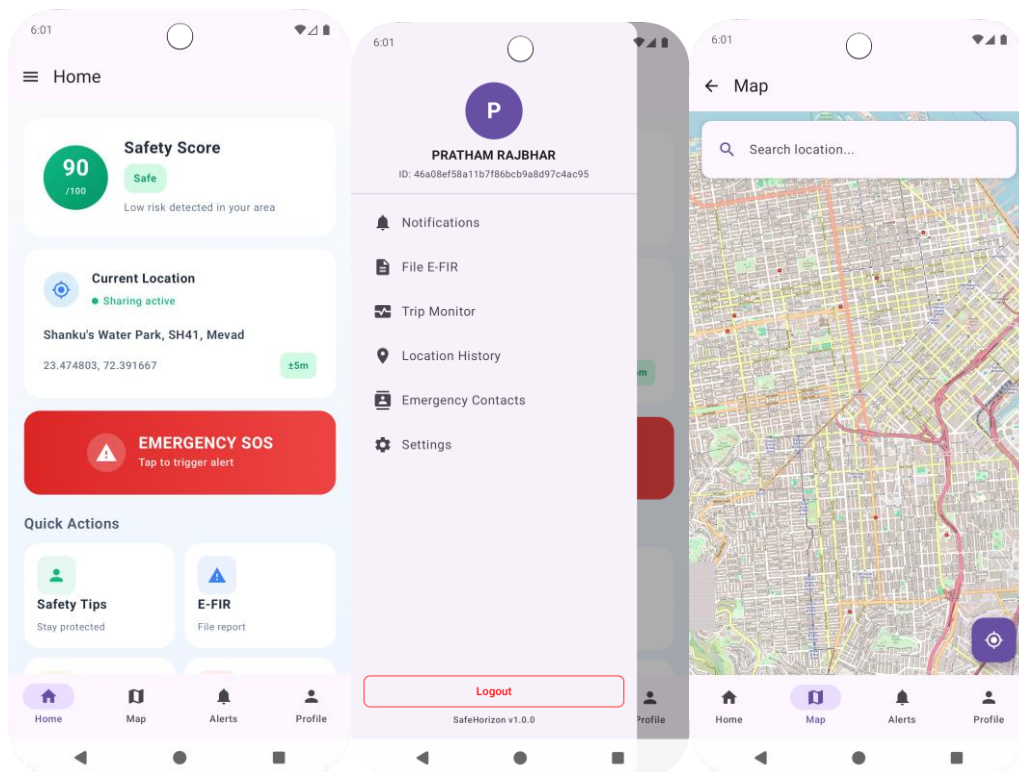 6:01
Home
90
/100
Safety Score
Safe
Low risk detected in your area
Current Location
Sharing active
Shanku's Water Park, SH41, Mevad
23.474803, 72.391667
±5m
EMERGENCY SOS
Tap to trigger alert
Quick Actions
Safety Tips
Stay protected
E-FIR
File report
Home
Map
Alerts
Profile
6:01
P
PRATHAM RAJBHAR
ID: 46a08ef58a11b7f86bcb9a8d97c4ac95
Notifications
File E-FIR
Trip Monitor
Location History
Emergency Contacts
Settings
Logout
SafeHorizon v1.0.0
m
Profile
6:01
Map
Search location...
Home
Map
Alerts
Profile